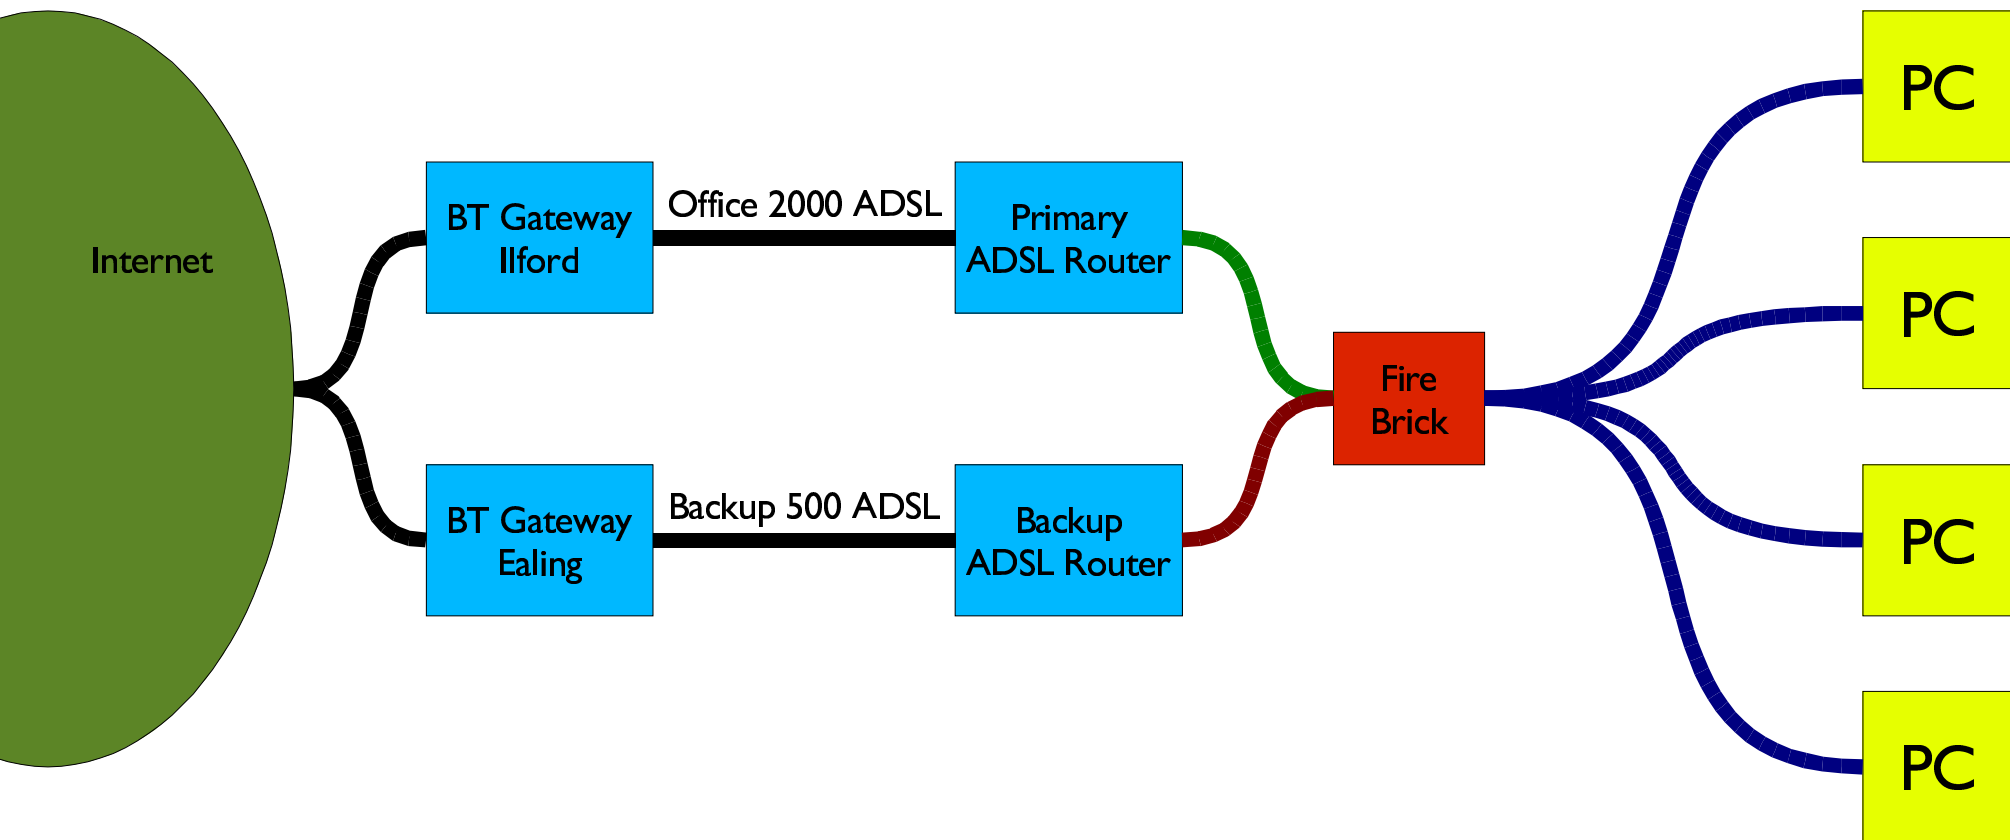 Internet
BT Gateway
Ilford
Office 2000 ADSL
Primary
ADSL Router
BT Gateway
Ealing
Backup 500 ADSL
Backup
ADSL Router
Fire
Brick
PC
PC
PC
PC